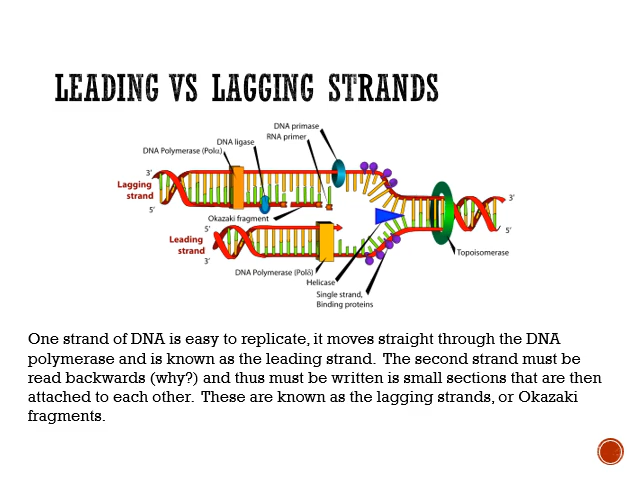 LEADING VS LAGGING STRANDS
DNA primase
RNA primer
DNA ligase
DNA Polymerase (Polα)
3'
Lagging
strand
5'
Okazaki fragment
5'
Leading
strand
3'
DNA Polymerase (Polδ)
Helicase
Single strand,
Binding proteins
Topoisomerase
3'
5'
One strand of DNA is easy to replicate, it moves straight through the DNA
polymerase and is known as the leading strand.  The second strand must be
read backwards (why?) and thus must be written is small sections that are then
attached to each other.  These are known as the lagging strands, or Okazaki
fragments.